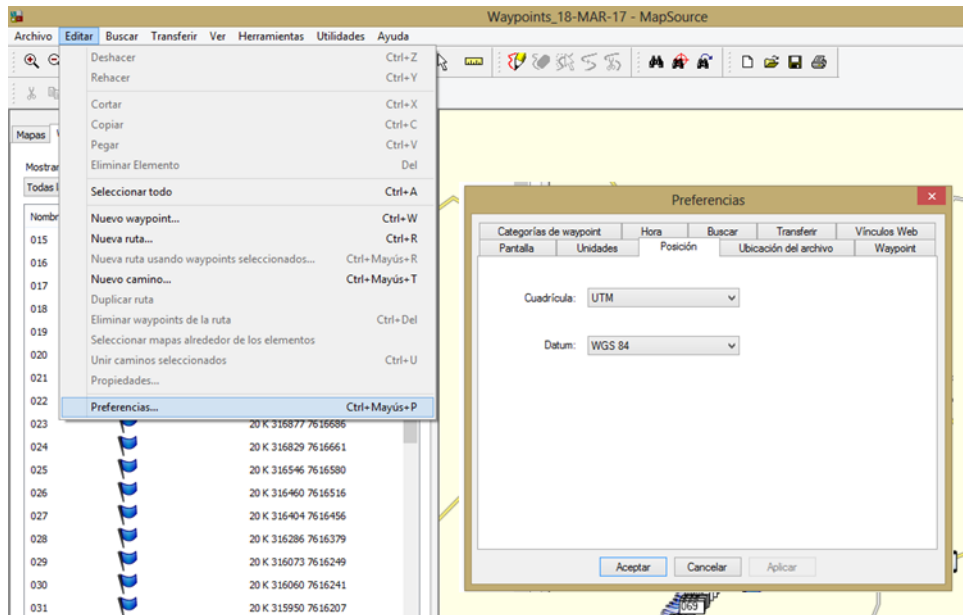 Waypoints_18-MAR-17 - MapSource
Archivo Editar Buscar Transferir Ver Herramientas Utilidades Ayuda
Deshacer Ctrl+Z
Rehacer Ctrl+Y
Cortar Ctrl+X
Copiar Ctrl+C
Pegar Ctrl+V
Eliminar Elemento Del
Seleccionar todo Ctrl+A
Nuevo waypoint... Ctrl+W
Nueva ruta... Ctrl+R
Nueva ruta usando waypoints seleccionados... Ctrl+Mayús+R
Nuevo camino... Ctrl+Mayús+T
Duplicar ruta
Eliminar waypoints de la ruta Ctrl+Del
Seleccionar mapas alrededor de los elementos
Unir caminos seleccionados Ctrl+U
Propiedades...
Preferencias... Ctrl+Mayús+P
Mapas
Mostrar
Todas l
Nombr
015
016
017
018
019
020
021
022
023 20 K 316877 7616686
024 20 K 316829 7616661
025 20 K 316546 7616580
026 20 K 316460 7616516
027 20 K 316404 7616456
028 20 K 316286 7616379
029 20 K 316073 7616249
030 20 K 316060 7616241
031 20 K 315950 7616207
Preferencias
Categorías de waypoint Hora Buscar Transferir Vínculos Web
Pantalla Unidades Posición Ubicación del archivo Waypoint
Cuadrícula: UTM
Datum: WGS 84
Aceptar Cancelar Aplicar
069